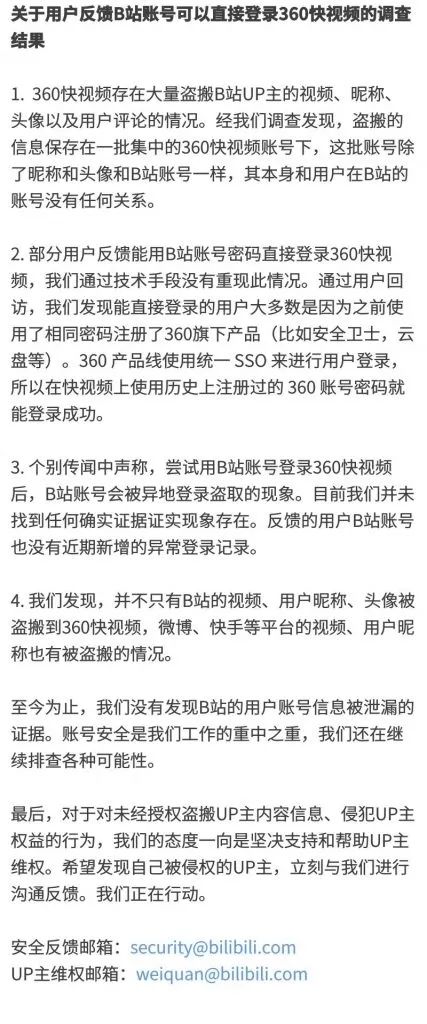 关于用户反馈B站账号可以直接登录360快视频的调查
结果
1. 360快视频存在大量盗搬B站UP主的视频、昵称、
头像以及用户评论的情况。经我们调查发现，盗搬的
信息保存在一批集中的360快视频账号下，这批账号除
了昵称和头像和B站账号一样，其本身和用户在B站的
账号没有任何关系。
2. 部分用户反馈能用B站账号密码直接登录360快视
频，我们通过技术手段没有重现此情况。通过用户回
访，我们发现能直接登录的用户大多数是因为之前使
用了相同密码注册了360旗下产品（比如安全卫士，云
盘等）。360 产品线使用统一 SSO 来进行用户登录，
所以在快视频上使用历史上注册过的 360 账号密码就
能登录成功。
3. 个别传闻中声称，尝试用B站账号登录360快视频
后，B站账号会被异地登录盗取的现象。目前我们并未
找到任何确实证据证实现象存在。反馈的用户B站账号
也没有近期新增的异常登录记录。
4. 我们发现，并不只有B站的视频、用户昵称、头像被
盗搬到360快视频，微博、快手等平台的视频、用户昵
称也有被盗搬的情况。
至今为止，我们没有发现B站的用户账号信息被泄漏的
证据。账号安全是我们工作的重中之重，我们还在继
续排查各种可能性。
最后，对于对未经授权盗搬UP主内容信息、侵犯UP主
权益的行为，我们的态度一向是坚决支持和帮助UP主
维权。希望发现自己被侵权的UP主，立刻与我们进行
沟通反馈。我们正在行动。
安全反馈邮箱：security@bilibili.com
UP主维权邮箱：weiquan@bilibili.com